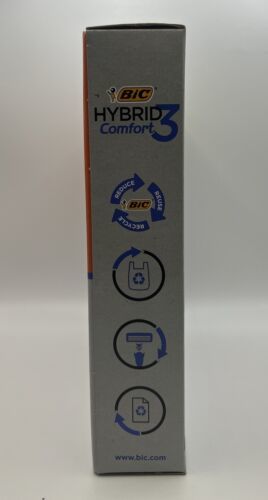 BIC
HYBRID 3
Comfort
REDUCE
REUSE
BIC
RECYCLE
www.bic.com